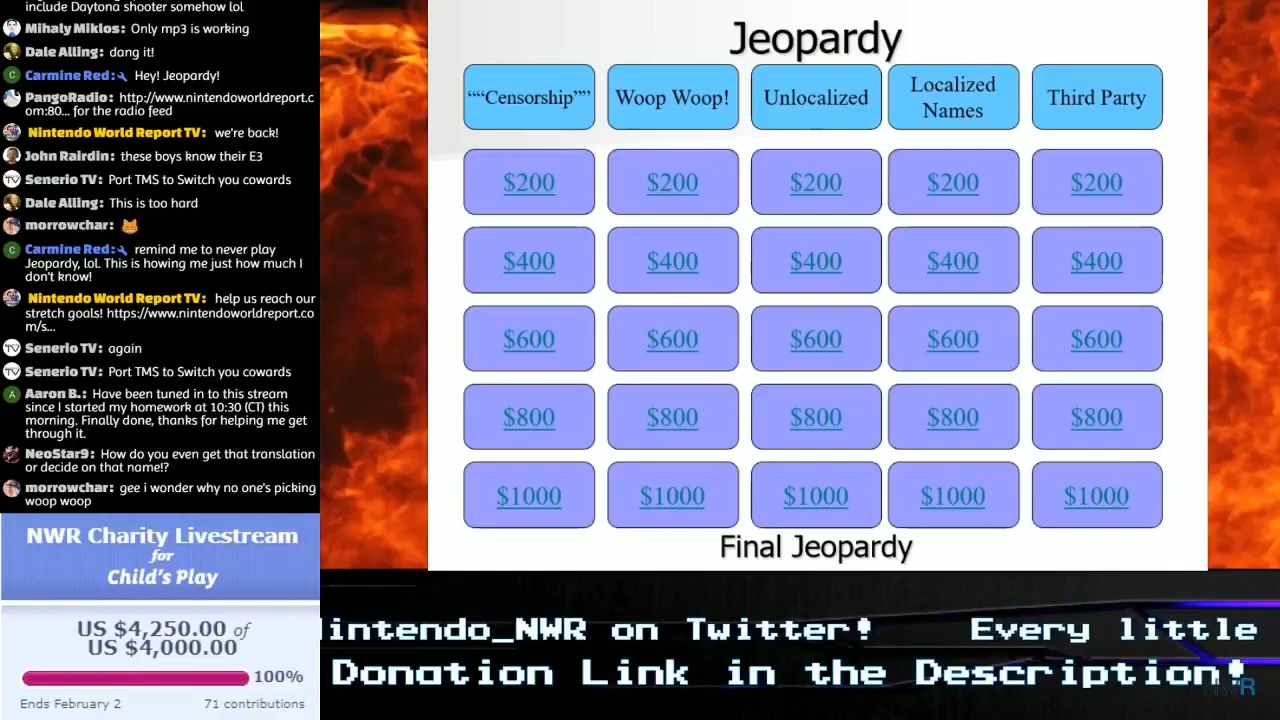 include Daytona shooter somehow lol
Mihaly Miklos: Only mp3 is working
Dale Alling: dang it!
C Carmine Red: Hey! Jeopardy!
PangoRadio: http://www.nintendoworldreport.c
om:80... for the radio feed
Nintendo World Report TV: we're back!
John Rairdin: these boys know their E3
TV Senerio TV: Port TMS to Switch you cowards
Dale Alling: This is too hard
morrowchar:
C Carmine Red: remind me to never play
Jeopardy, lol. This is howing me just how much I
don't know!
Nintendo World Report TV: help us reach our
stretch goals! https://www.nintendoworldreport.co
m/s...
TV Senerio TV: again
TV Senerio TV: Port TMS to Switch you cowards
A Aaron B.: Have been tuned in to this stream
since I started my homework at 10:30 (CT) this
morning. Finally done, thanks for helping me get
through it.
NeoStar9: How do you even get that translation
or decide on that name!?
morrowchar: gee i wonder why no one's picking
woop woop
NWR Charity Livestream
for
Child's Play
US $4,250.00 of
US $4,000.00
100%
Ends February 2 71 contributions
Jeopardy
““Censorship”” Woop Woop! Unlocalized Localized Names Third Party
$200 $200 $200 $200 $200
$400 $400 $400 $400 $400
$600 $600 $600 $600 $600
$800 $800 $800 $800 $800
$1000 $1000 $1000 $1000 $1000
Final Jeopardy
intendo_NWR on Twitter! Every little
Donation Link in the Description!
NWR